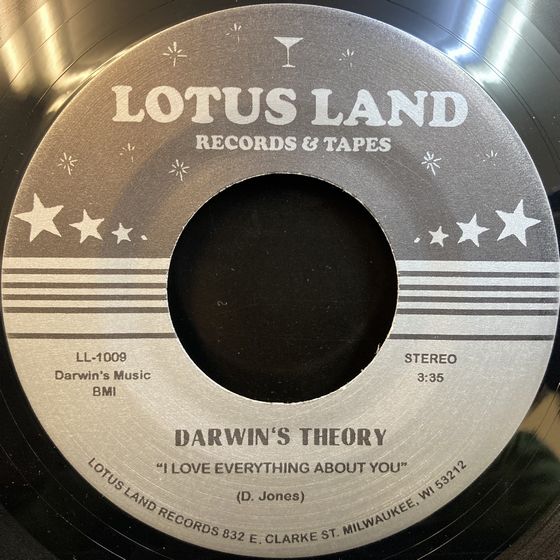 LOTUS LAND
RECORDS & TAPES
LL-1009
Darwin's Music
BMI
STEREO
3:35
DARWIN'S THEORY
"I LOVE EVERYTHING ABOUT YOU"
(D. Jones)
LOTUS LAND RECORDS 832 E. CLARKE ST. MILWAUKEE, WI 53212